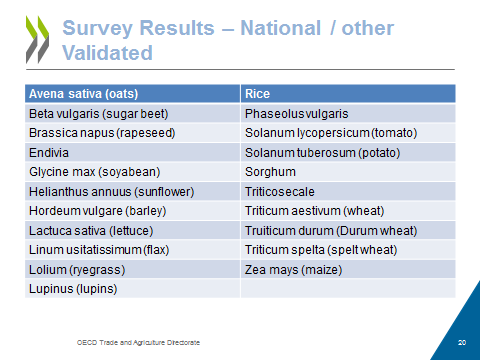 Survey Results – National / other
Validated
Avena sativa (oats) Rice
Beta vulgaris (sugar beet) Phaseolus vulgaris
Brassica napus (rapeseed) Solanum lycopersicum (tomato)
Endivia Solanum tuberosum (potato)
Glycine max (soyabean) Sorghum
Helianthus annuus (sunflower) Triticosecale
Hordeum vulgare (barley) Triticum aestivum (wheat)
Lactuca sativa (lettuce) Truiticum durum (Durum wheat)
Linum usitatissimum (flax) Triticum spelta (spelt wheat)
Lolium (ryegrass) Zea mays (maize)
Lupinus (lupins)
OECD Trade and Agriculture Directorate 20